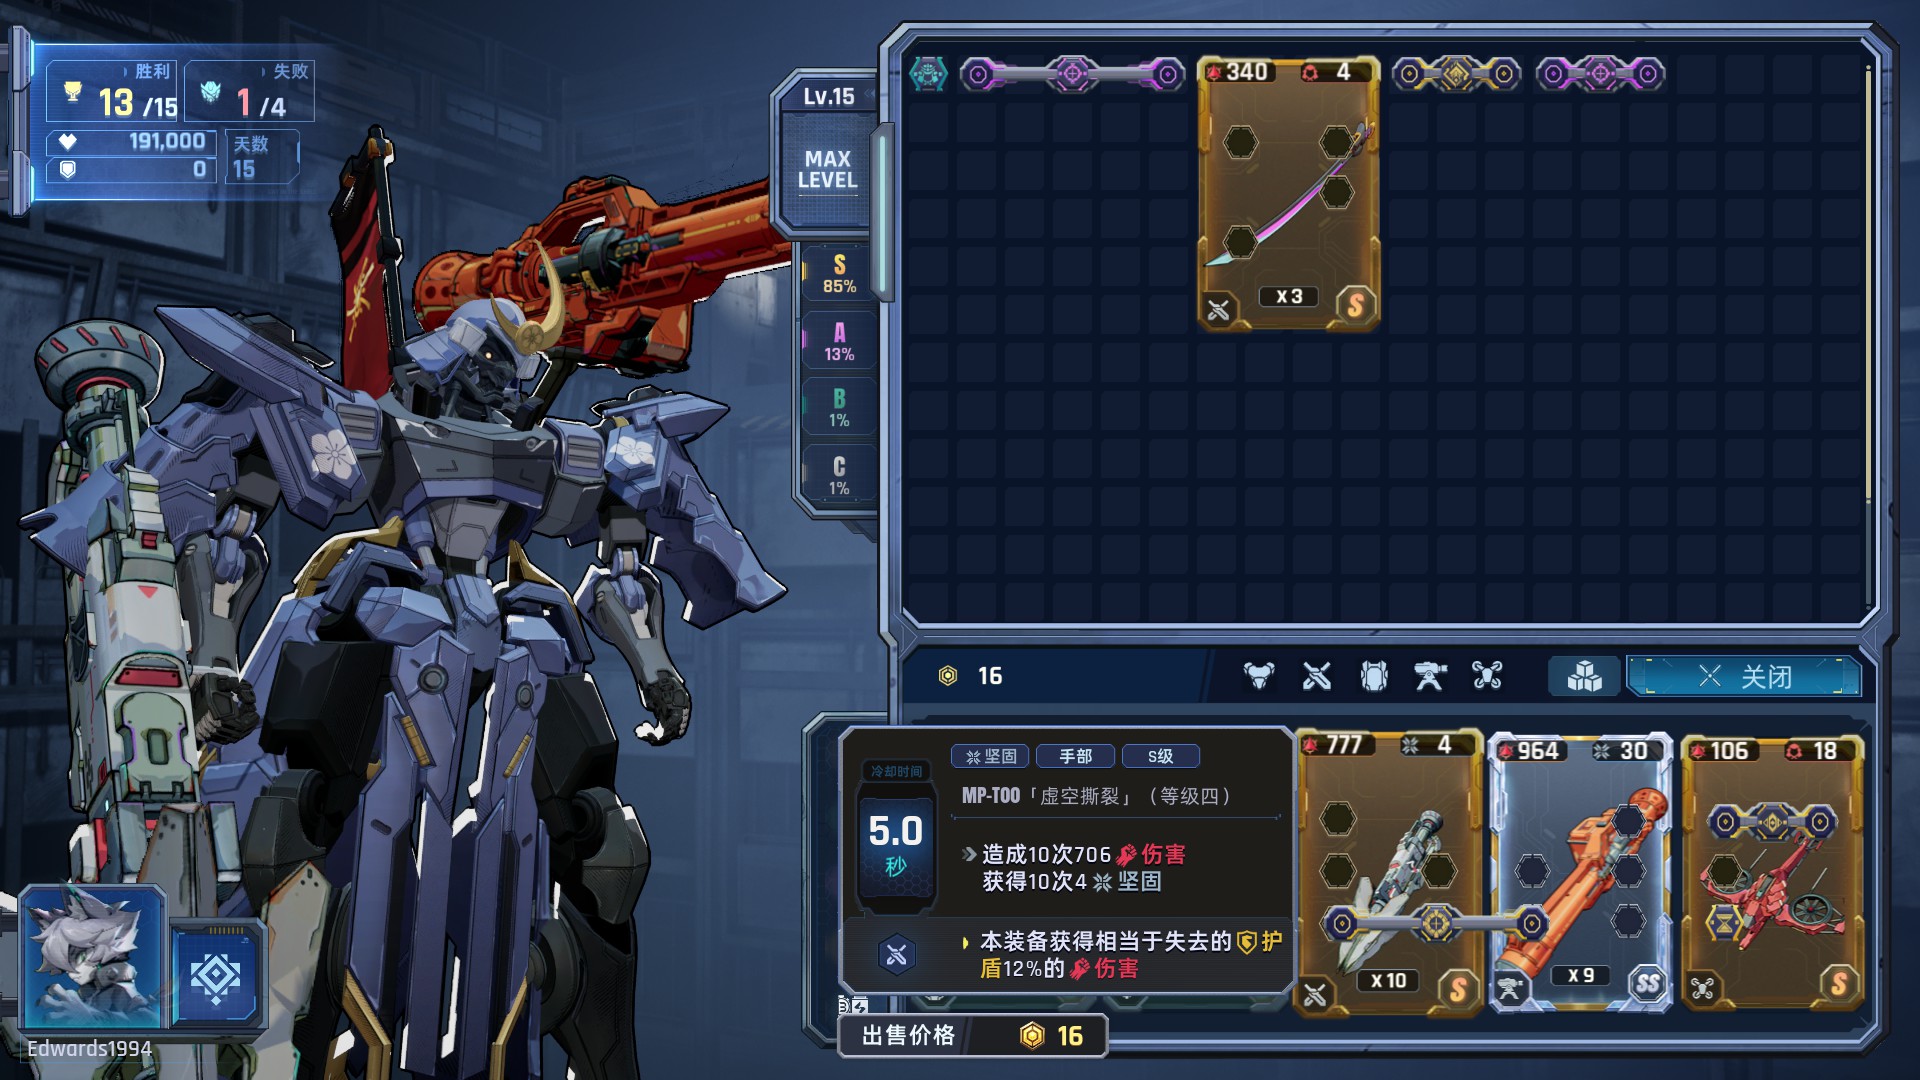 胜利
13 /15
失败
1 /4
191,000
0
天数
15
Lv.15
MAX
LEVEL
S
85%
A
13%
B
1%
C
1%
340
4
x 3
S
16
关闭
冷却时间
5.0
秒
坚固
手部
S级
MP-T00「虚空撕裂」（等级四）
造成10次706伤害
获得10次4坚固
本装备获得相当于失去的护
盾12%的伤害
出售价格
16
777
4
x 10
S
964
30
x 9
SS
106
18
S
Edwards1994